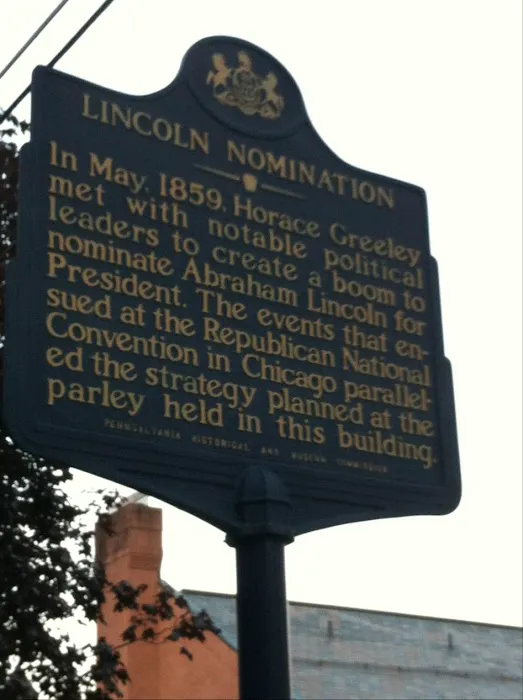 LINCOLN NOMINATION
In May, 1859, Horace Greeley
met with notable political
leaders to create a boom to
nominate Abraham Lincoln for
President. The events that en-
sued at the Republican National
Convention in Chicago parallel-
ed the strategy planned at the
parley held in this building.
PENNSYLVANIA HISTORICAL AND MUSEUM COMMISSION